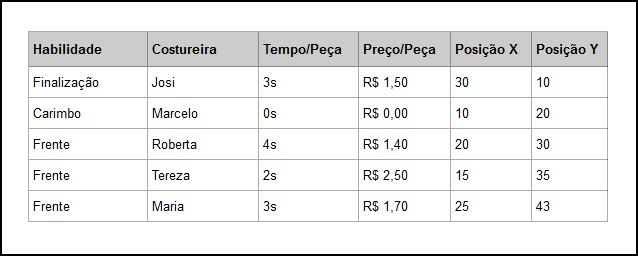 Habilidade Costureira Tempo/Peça Preço/Peça Posição X Posição Y
Finalização Josi 3s R$ 1,50 30 10
Carimbo Marcelo 0s R$ 0,00 10 20
Frente Roberta 4s R$ 1,40 20 30
Frente Tereza 2s R$ 2,50 15 35
Frente Maria 3s R$ 1,70 25 43